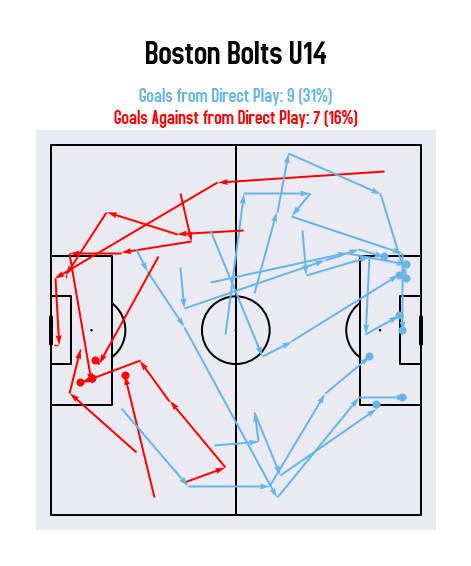 Boston Bolts U14
Goals from Direct Play: 9 (31%)
Goals Against from Direct Play: 7 (16%)